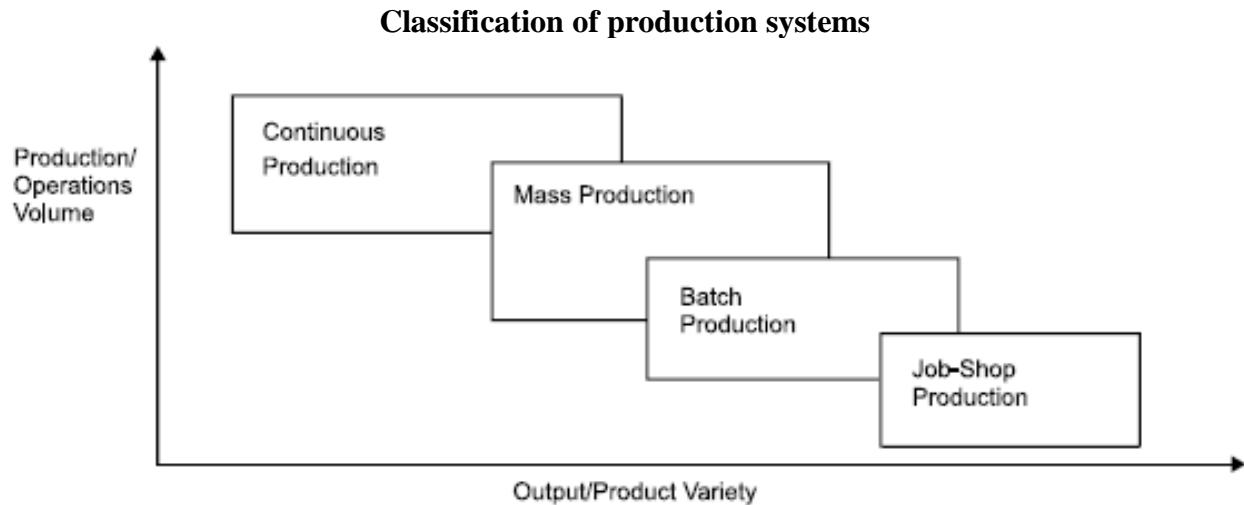 Classification of production systems
Continuous
Production
Production/
Operations
Volume
Mass Production
Batch
Production
Job-Shop
Production
Output/Product Variety